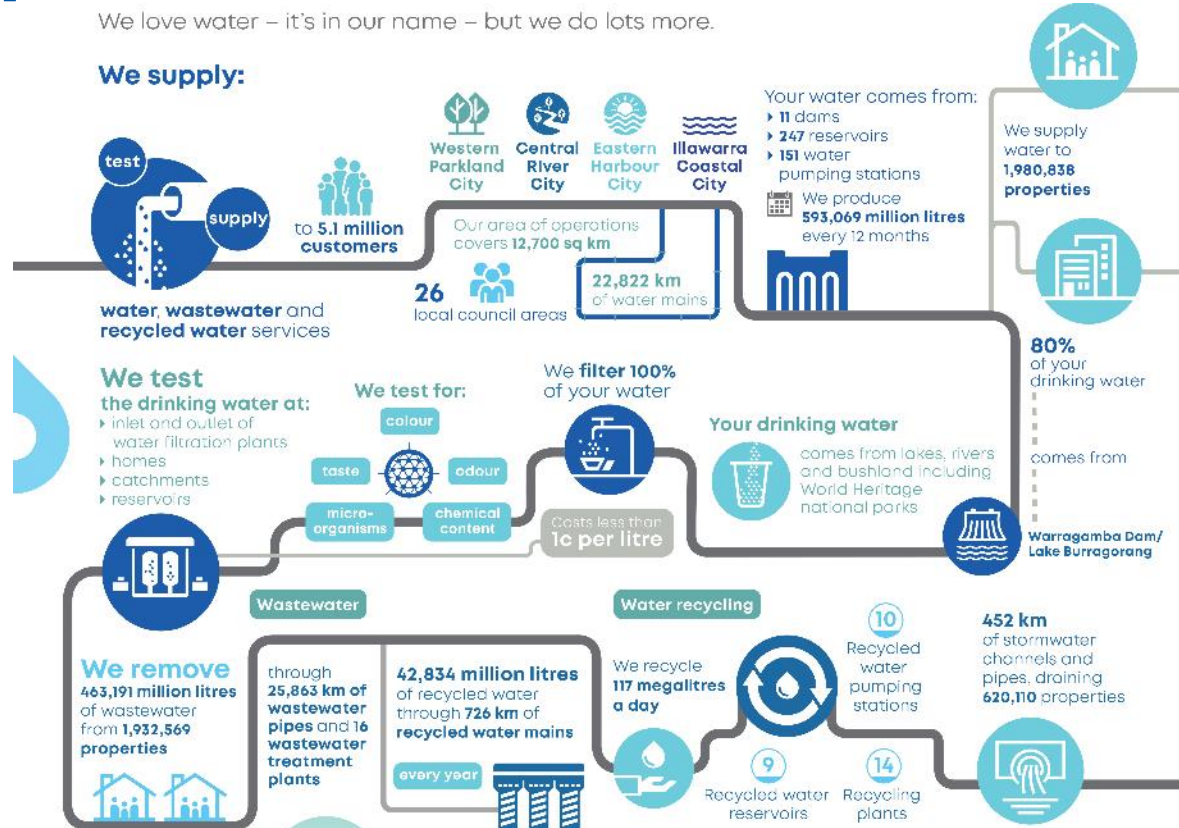 We love water – it's in our name – but we do lots more.
We supply:
test
supply
water, wastewater and
recycled water services
to 5.1 million
customers
Western
Parkland
City
Central
River
City
Eastern
Harbour
City
Illawarra
Coastal
City
Our area of operations
covers 12,700 sq km
26
local council areas
22,822 km
of water mains
Your water comes from:
11 dams
247 reservoirs
151 water
pumping stations
We produce
593,069 million litres
every 12 months
We supply
water to
1,980,838
properties
80%
of your
drinking water
comes from
Warragamba Dam/
Lake Burragorang
We test
the drinking water at:
inlet and outlet of
water filtration plants
homes
catchments
reservoirs
We test for:
colour
taste
odour
micro-
organisms
chemical
content
We filter 100%
of your water
Costs less than
1c per litre
Your drinking water
comes from lakes, rivers
and bushland including
World Heritage
national parks
Wastewater
We remove
463,191 million litres
of wastewater
from 1,932,569
properties
through
25,863 km of
wastewater
pipes and 16
wastewater
treatment
plants
42,834 million litres
of recycled water
through 726 km of
recycled water mains
every year
Water recycling
We recycle
117 megalitres
a day
10
Recycled
water
pumping
stations
9
Recycled water
reservoirs
14
Recycling
plants
452 km
of stormwater
channels and
pipes, draining
620,110 properties